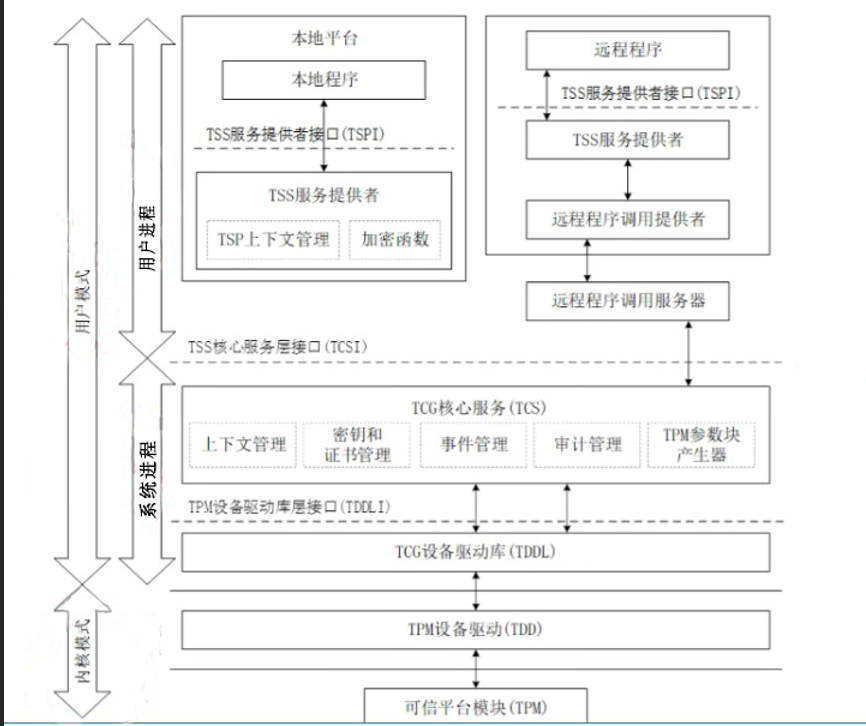 本地平台
本地程序
TSS服务提供者接口(TSPI)
TSS服务提供者
TSP上下文管理
加密函数
远程程序
TSS服务提供者接口(TSPI)
TSS服务提供者
远程程序调用提供者
远程程序调用服务器
用户模式
用户进程
TSS核心服务层接口(TCSI)
TCG核心服务(TCS)
上下文管理
密钥和
证书管理
事件管理
审计管理
TPM参数块
产生器
系统进程
TPM设备驱动库层接口(TDDLI)
TCG设备驱动库(TDDL)
内核模式
TPM设备驱动(TDD)
可信平台模块(TPM)